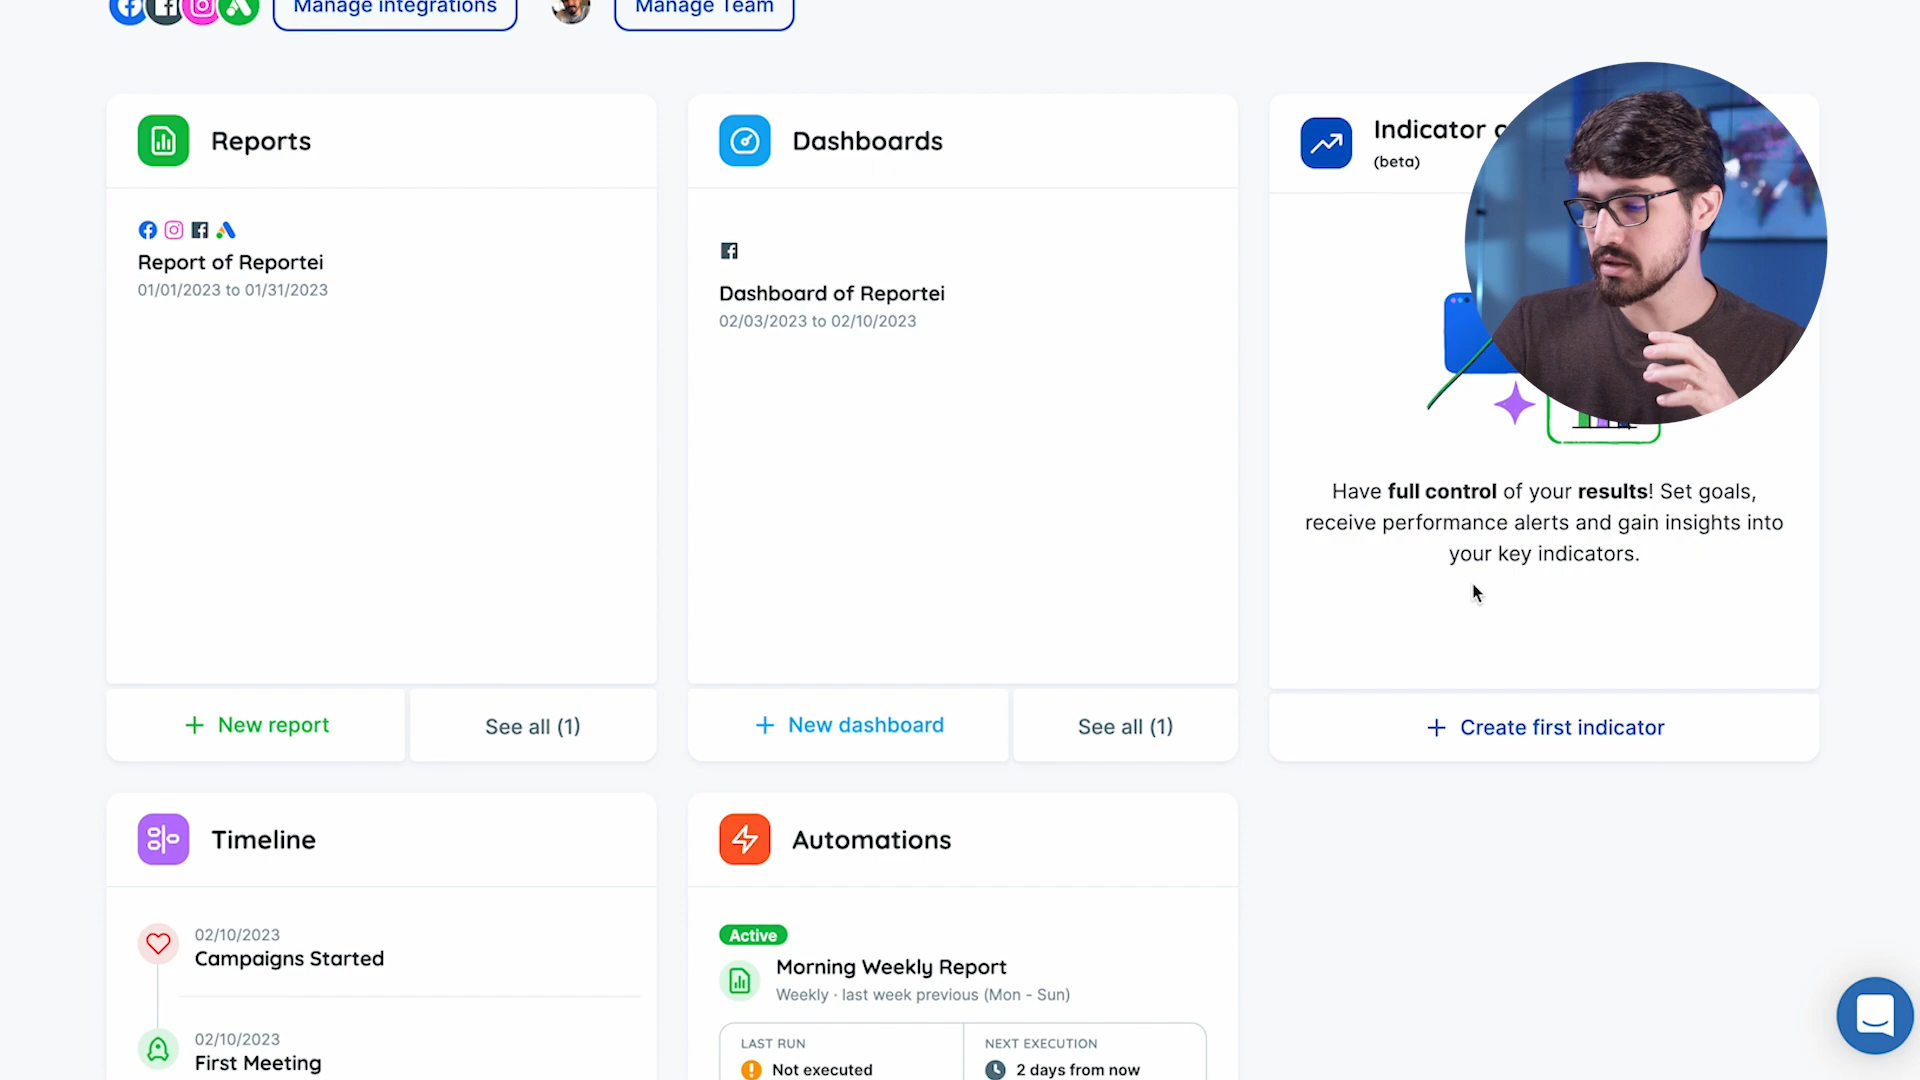 Manage integrations
Manage Team
Reports
Report of Reportei
01/01/2023 to 01/31/2023
+ New report
See all (1)
Dashboards
Dashboard of Reportei
02/03/2023 to 02/10/2023
+ New dashboard
See all (1)
Indicator
(beta)
Have full control of your results! Set goals,
receive performance alerts and gain insights into
your key indicators.
+ Create first indicator
Timeline
02/10/2023
Campaigns Started
02/10/2023
First Meeting
Automations
Active
Morning Weekly Report
Weekly · last week previous (Mon - Sun)
LAST RUN
Not executed
NEXT EXECUTION
2 days from now